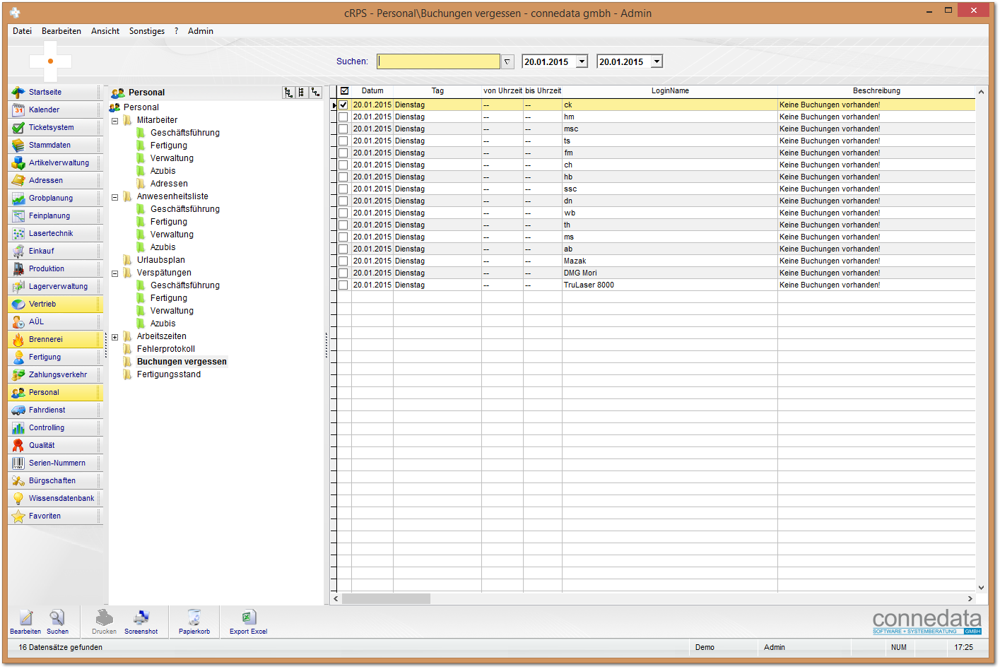 cRPS - Personal\Buchungen vergessen - connedata gmbh - Admin
Datei Bearbeiten Ansicht Sonstiges ? Admin
Suchen: 20.01.2015 20.01.2015
Startseite
Kalender
Ticketsystem
Stammdaten
Artikelverwaltung
Adressen
Grobplanung
Feinplanung
Lasertechnik
Einkauf
Produktion
Lagerverwaltung
Vertrieb
AÜL
Brennerei
Fertigung
Zahlungsverkehr
Personal
Fahrdienst
Controlling
Qualität
Serien-Nummern
Bürgschaften
Wissensdatenbank
Favoriten
Personal
Personal
Mitarbeiter
Geschäftsführung
Fertigung
Verwaltung
Azubis
Adressen
Anwesenheitsliste
Geschäftsführung
Fertigung
Verwaltung
Azubis
Urlaubsplan
Verspätungen
Geschäftsführung
Fertigung
Verwaltung
Azubis
Arbeitszeiten
Fehlerprotokoll
Buchungen vergessen
Fertigungsstand
Datum Tag von Uhrzeit bis Uhrzeit LoginName Beschreibung
20.01.2015 Dienstag -- -- ck Keine Buchungen vorhanden!
20.01.2015 Dienstag -- -- hm Keine Buchungen vorhanden!
20.01.2015 Dienstag -- -- msc Keine Buchungen vorhanden!
20.01.2015 Dienstag -- -- ts Keine Buchungen vorhanden!
20.01.2015 Dienstag -- -- fm Keine Buchungen vorhanden!
20.01.2015 Dienstag -- -- ch Keine Buchungen vorhanden!
20.01.2015 Dienstag -- -- hb Keine Buchungen vorhanden!
20.01.2015 Dienstag -- -- ssc Keine Buchungen vorhanden!
20.01.2015 Dienstag -- -- dn Keine Buchungen vorhanden!
20.01.2015 Dienstag -- -- wb Keine Buchungen vorhanden!
20.01.2015 Dienstag -- -- th Keine Buchungen vorhanden!
20.01.2015 Dienstag -- -- ms Keine Buchungen vorhanden!
20.01.2015 Dienstag -- -- ab Keine Buchungen vorhanden!
20.01.2015 Dienstag -- -- Mazak Keine Buchungen vorhanden!
20.01.2015 Dienstag -- -- DMG Mori Keine Buchungen vorhanden!
20.01.2015 Dienstag -- -- TruLaser 8000 Keine Buchungen vorhanden!
Bearbeiten Suchen Drucken Screenshot Papierkorb Export Excel
connedata
SOFTWARE + SYSTEMBERATUNG GMBH
16 Datensätze gefunden Demo Admin NUM 17:25